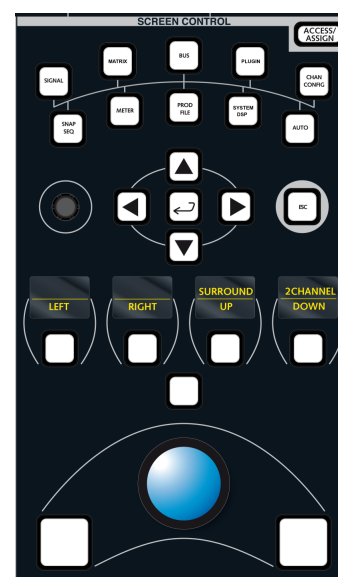 SCREEN CONTROL
ACCESS/
ASSIGN
BUS
MATRIX
PLUGIN
SIGNAL
CHAN
CONFIG
METER
PROD
FILE
SYSTEM
DSP
SNAP
SEQ
AUTO
ESC
SURROUND
2CHANNEL
LEFT
RIGHT
UP
DOWN